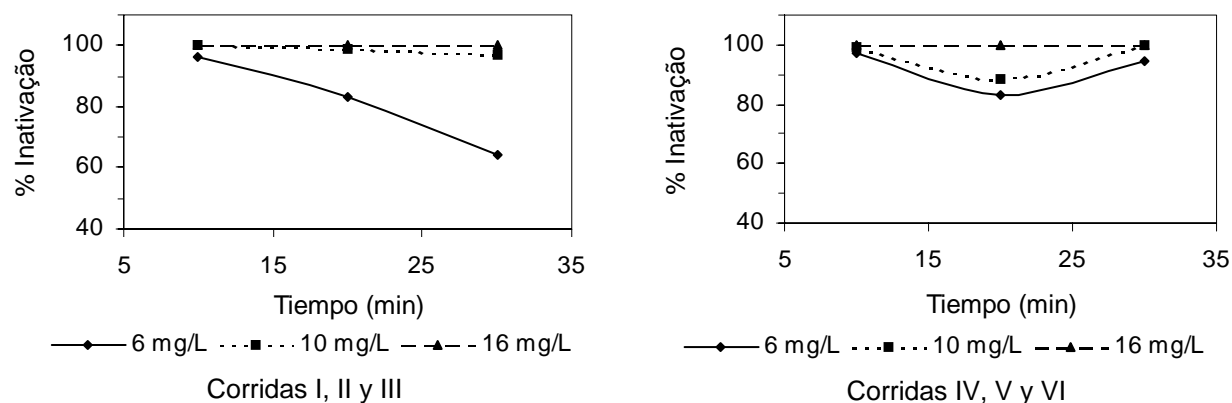 % Inativação
100
80
60
40
5
15
25
35
Tiempo (min)
6 mg/L
10 mg/L
16 mg/L
Corridas I, II y III
% Inativação
100
80
60
40
5
15
25
35
Tiempo (min)
6 mg/L
10 mg/L
16 mg/L
Corridas IV, V y VI